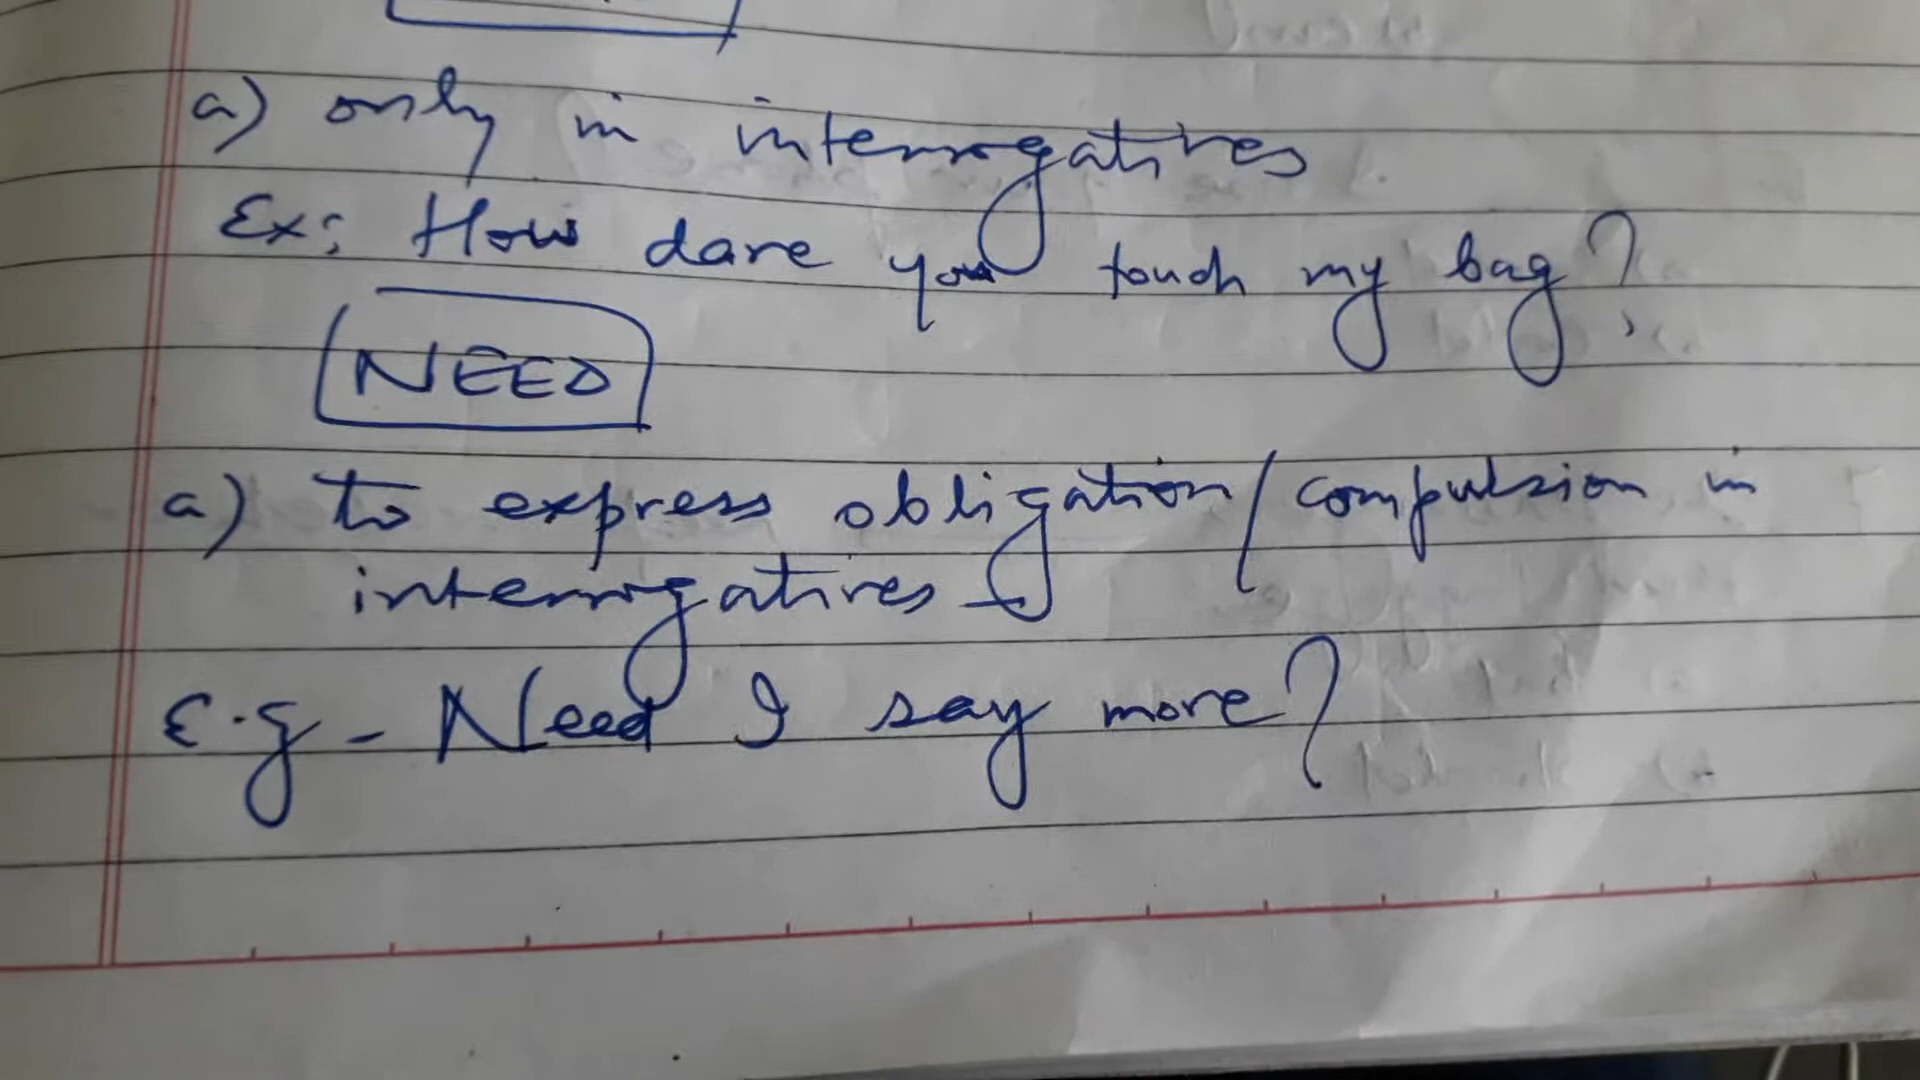 a) only in interrogatives
Ex: How dare you touch my bag?
NEED
a) to express obligation/compulsion in
interrogatives
E.g - Need I say more?